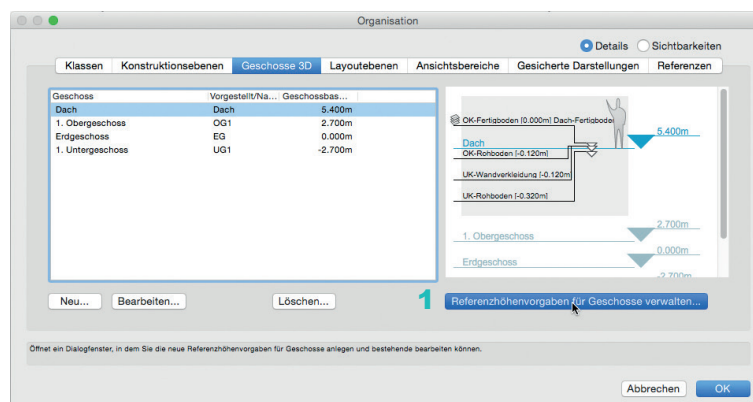 Organisation
Details Sichtbarkeiten
Klassen Konstruktionsebenen Geschosse 3D Layoutebenen Ansichtsbereiche Gesicherte Darstellungen Referenzen
Geschoss Vorgestellt/Na... Geschossbas...
Dach Dach 5.400m
1. Obergeschoss OG1 2.700m
Erdgeschoss EG 0.000m
1. Untergeschoss UG1 -2.700m
OK-Fertigboden [0.000m] Dach-Fertigboden
Dach 5.400m
OK-Rohboden [-0.120m]
UK-Wandverkleidung [-0.120m]
UK-Rohboden [-0.320m]
1. Obergeschoss 2.700m
Erdgeschoss 0.000m
-2.700m
Neu... Bearbeiten... Löschen... 1 Referenzhöhenvorgaben für Geschosse verwalten...
Öffnet ein Dialogfenster, in dem Sie die neue Referenzhöhenvorgaben für Geschosse anlegen und bestehende bearbeiten können.
Abbrechen OK